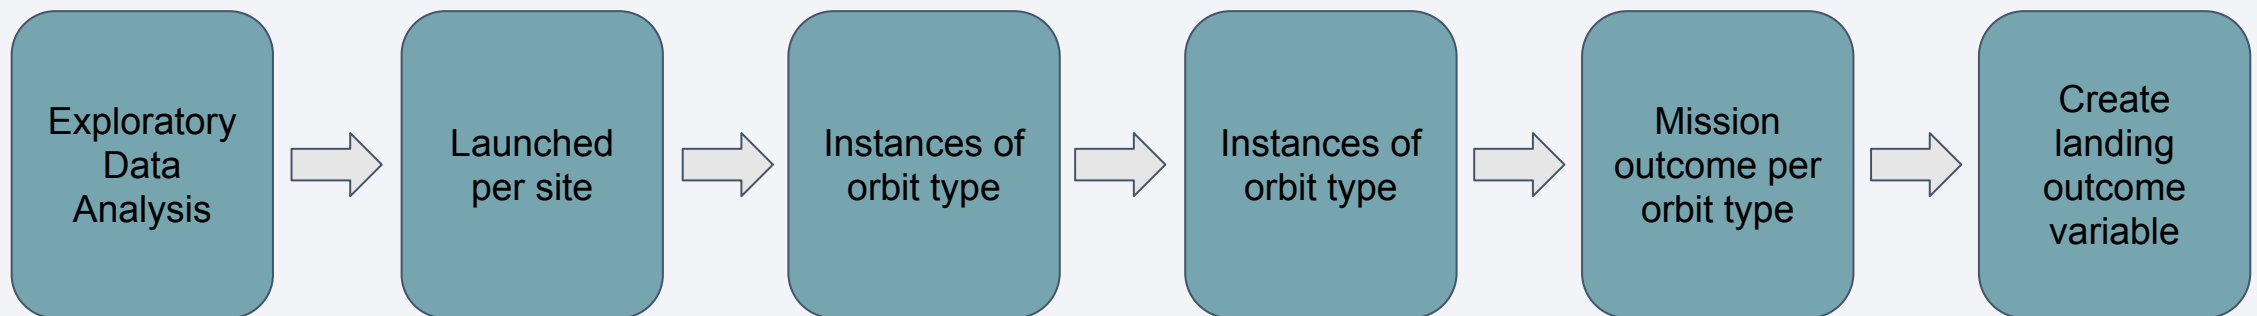 Exploratory
Data
Analysis
Launched
per site
Instances of
orbit type
Instances of
orbit type
Mission
outcome per
orbit type
Create
landing
outcome
variable